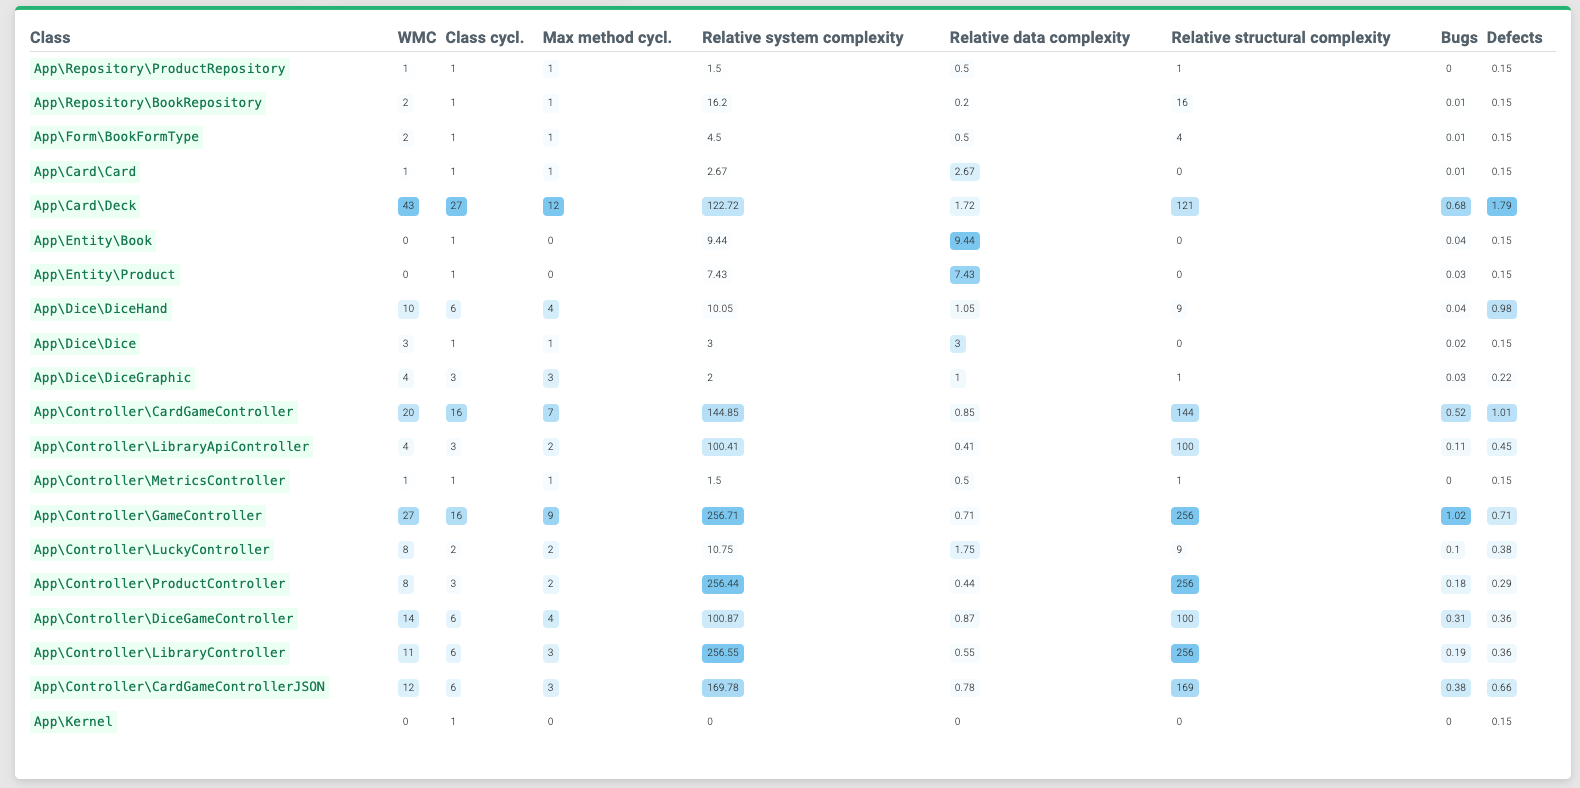 Class WMC Class cycl. Max method cycl. Relative system complexity Relative data complexity Relative structural complexity Bugs Defects
App\Repository\ProductRepository 1 1 1 1.5 0.5 1 0 0.15
App\Repository\BookRepository 2 1 1 16.2 0.2 16 0.01 0.15
App\Form\BookFormType 2 1 1 4.5 0.5 4 0.01 0.15
App\Card\Card 1 1 1 2.67 2.67 0 0.01 0.15
App\Card\Deck 43 27 12 122.72 1.72 121 0.68 1.79
App\Entity\Book 0 1 0 9.44 9.44 0 0.04 0.15
App\Entity\Product 0 1 0 7.43 7.43 0 0.03 0.15
App\Dice\DiceHand 10 6 4 10.05 1.05 9 0.04 0.98
App\Dice\Dice 3 1 1 3 3 0 0.02 0.15
App\Dice\DiceGraphic 4 3 3 2 1 1 0.03 0.22
App\Controller\CardGameController 20 16 7 144.85 0.85 144 0.52 1.01
App\Controller\LibraryApiController 4 3 2 100.41 0.41 100 0.11 0.45
App\Controller\MetricsController 1 1 1 1.5 0.5 1 0 0.15
App\Controller\GameController 27 16 9 256.71 0.71 256 1.02 0.71
App\Controller\LuckyController 8 2 2 10.75 1.75 9 0.1 0.38
App\Controller\ProductController 8 3 2 256.44 0.44 256 0.18 0.29
App\Controller\DiceGameController 14 6 4 100.87 0.87 100 0.31 0.36
App\Controller\LibraryController 11 6 3 256.55 0.55 256 0.19 0.36
App\Controller\CardGameControllerJSON 12 6 3 169.78 0.78 169 0.38 0.66
App\Kernel 0 1 0 0 0 0 0 0.15